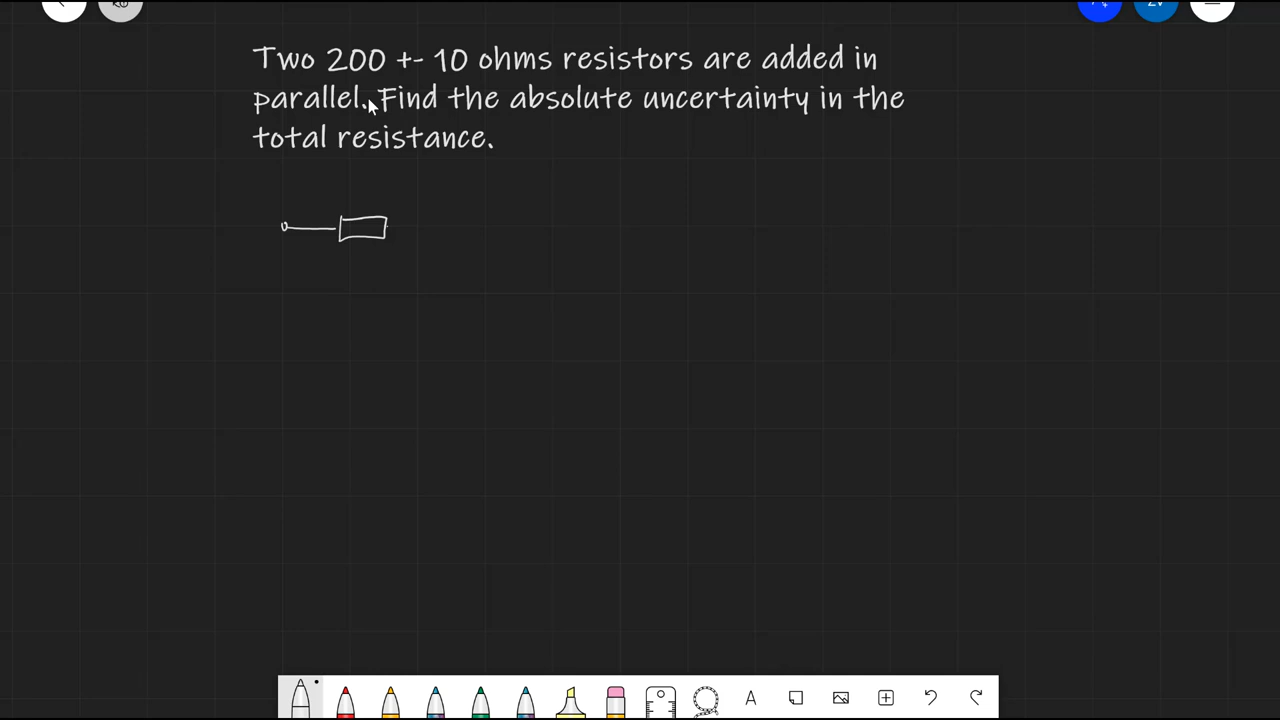 Two 200 +- 10 ohms resistors are added in
parallel. Find the absolute uncertainty in the
total resistance.
A